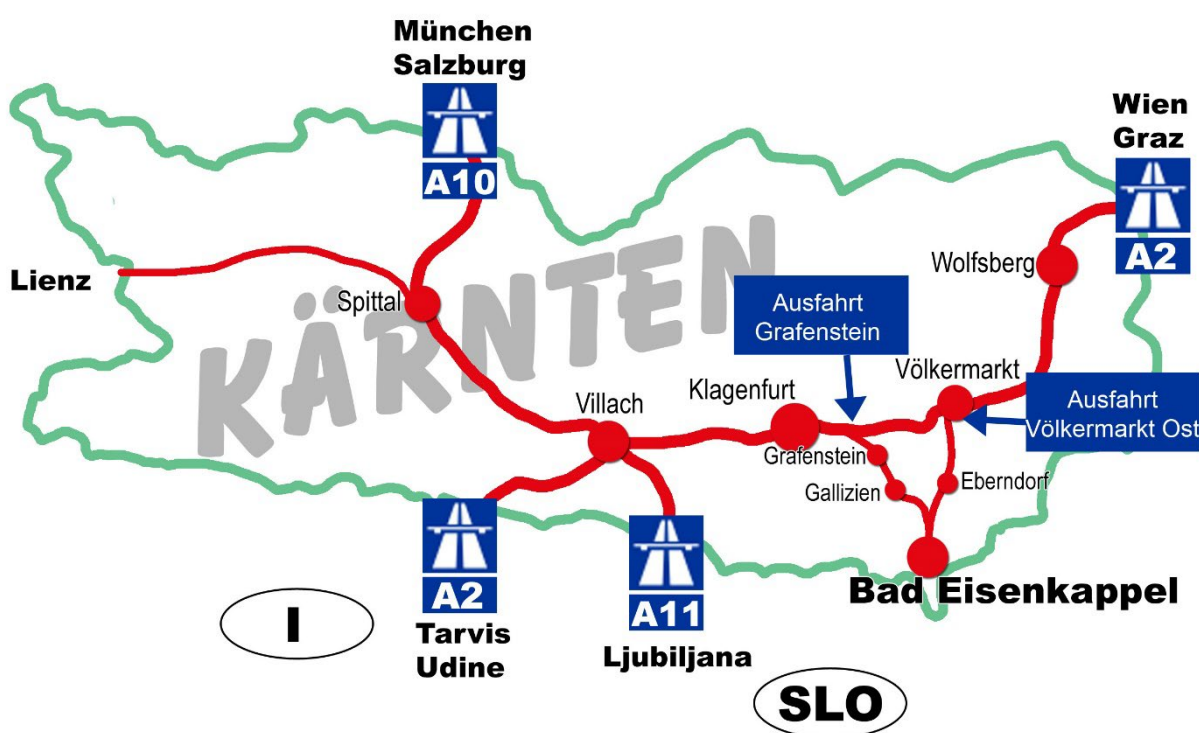 München
Salzburg
A10
Wien
Graz
A2
Lienz
Spittal
KÄRNTEN
Wolfsberg
Ausfahrt
Grafenstein
Völkermarkt
Klagenfurt
Villach
Ausfahrt
Völkermarkt Ost
Grafenstein
Gallizien
Eberndorf
Bad Eisenkappel
A2
Tarvis
Udine
A11
Ljubiljana
I
SLO